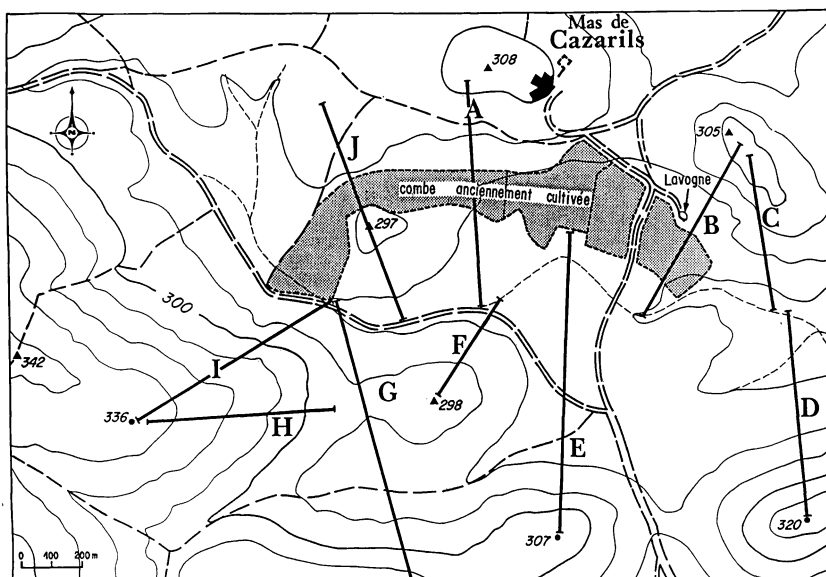 Mas de
Cazarils
308
A
J
305
N
combe anciennement cultivée
Lavogne
B
C
297
300
F
342
I
G
298
336
H
D
E
307
320
0 100 200 m